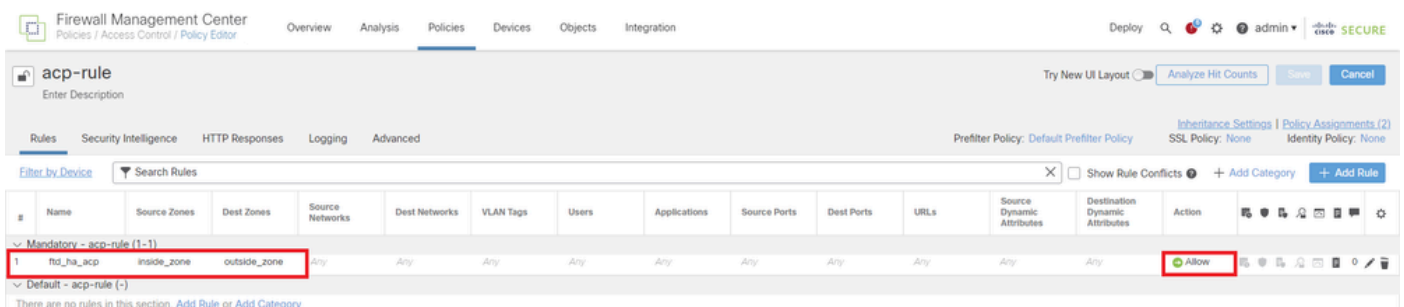 Firewall Management Center
Policies / Access Control / Policy Editor
Overview Analysis Policies Devices Objects Integration
Deploy admin SECURE
acp-rule
Enter Description
Try New UI Layout Analyze Hit Counts Save Cancel
Rules Security Intelligence HTTP Responses Logging Advanced
Inheritance Settings | Policy Assignments (2)
Prefilter Policy: Default Prefilter Policy SSL Policy: None Identity Policy: None
Filter by Device Search Rules Show Rule Conflicts + Add Category + Add Rule
# Name Source Zones Dest Zones Source Networks Dest Networks VLAN Tags Users Applications Source Ports Dest Ports URLs Source Dynamic Attributes Destination Dynamic Attributes Action
Mandatory - acp-rule (1-1)
1 ftd_ha_acp inside_zone outside_zone Any Any Any Any Any Any Any Any Any Any Allow 0
Default - acp-rule (-)
There are no rules in this section. Add Rule or Add Category